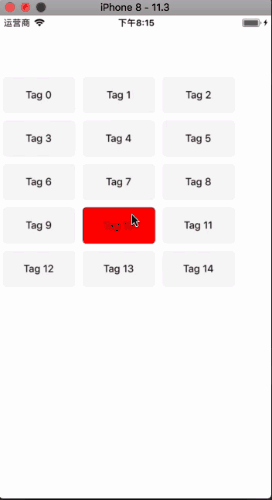 iPhone 8 - 11.3
运营商 下午8:15
Tag 0 Tag 1 Tag 2
Tag 3 Tag 4 Tag 5
Tag 6 Tag 7 Tag 8
Tag 9 Tag 11
Tag 12 Tag 13 Tag 14